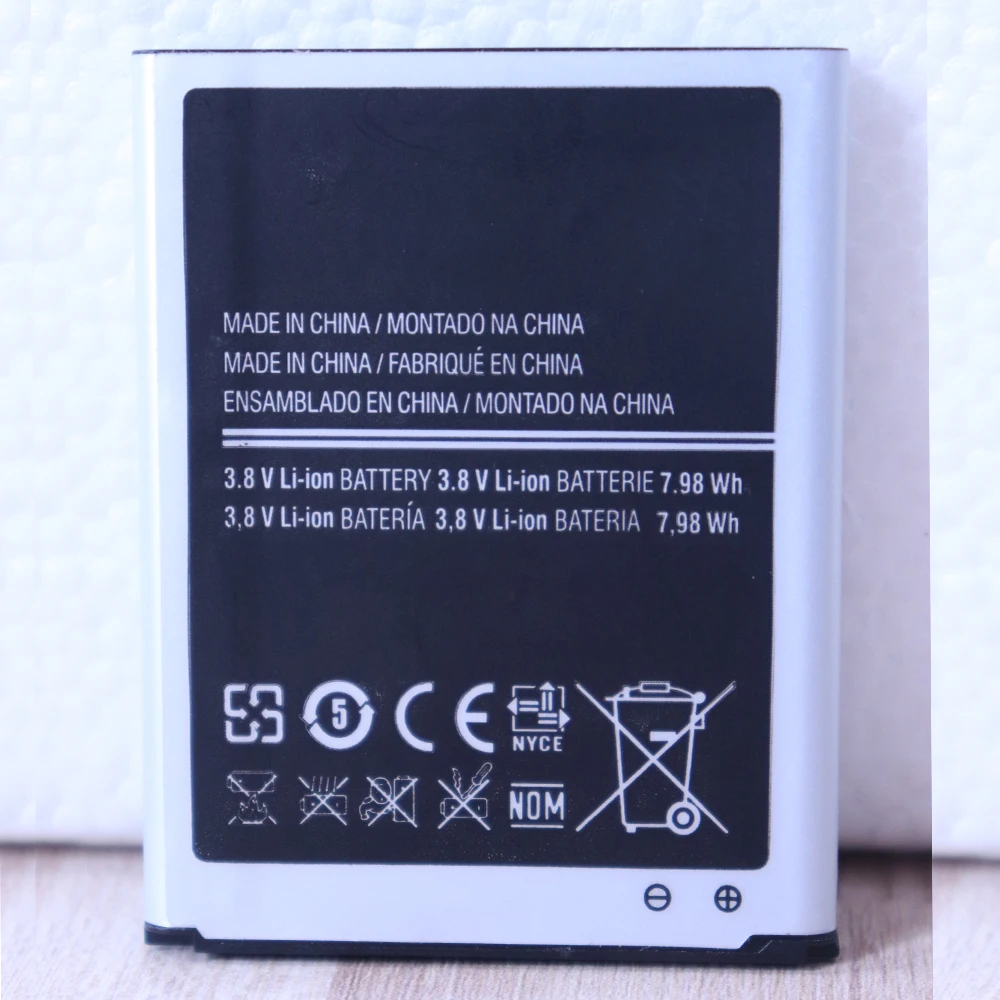 MADE IN CHINA / MONTADO NA CHINA
MADE IN CHINA / FABRIQUÉ EN CHINA
ENSAMBLADO EN CHINA / MONTADO NA CHINA
3.8 V Li-ion BATTERY 3.8 V Li-ion BATTERIE 7.98 Wh
3,8 V Li-ion BATERÍA 3,8 V Li-ion BATERIA 7,98 Wh
5 CE NYCE
NOM